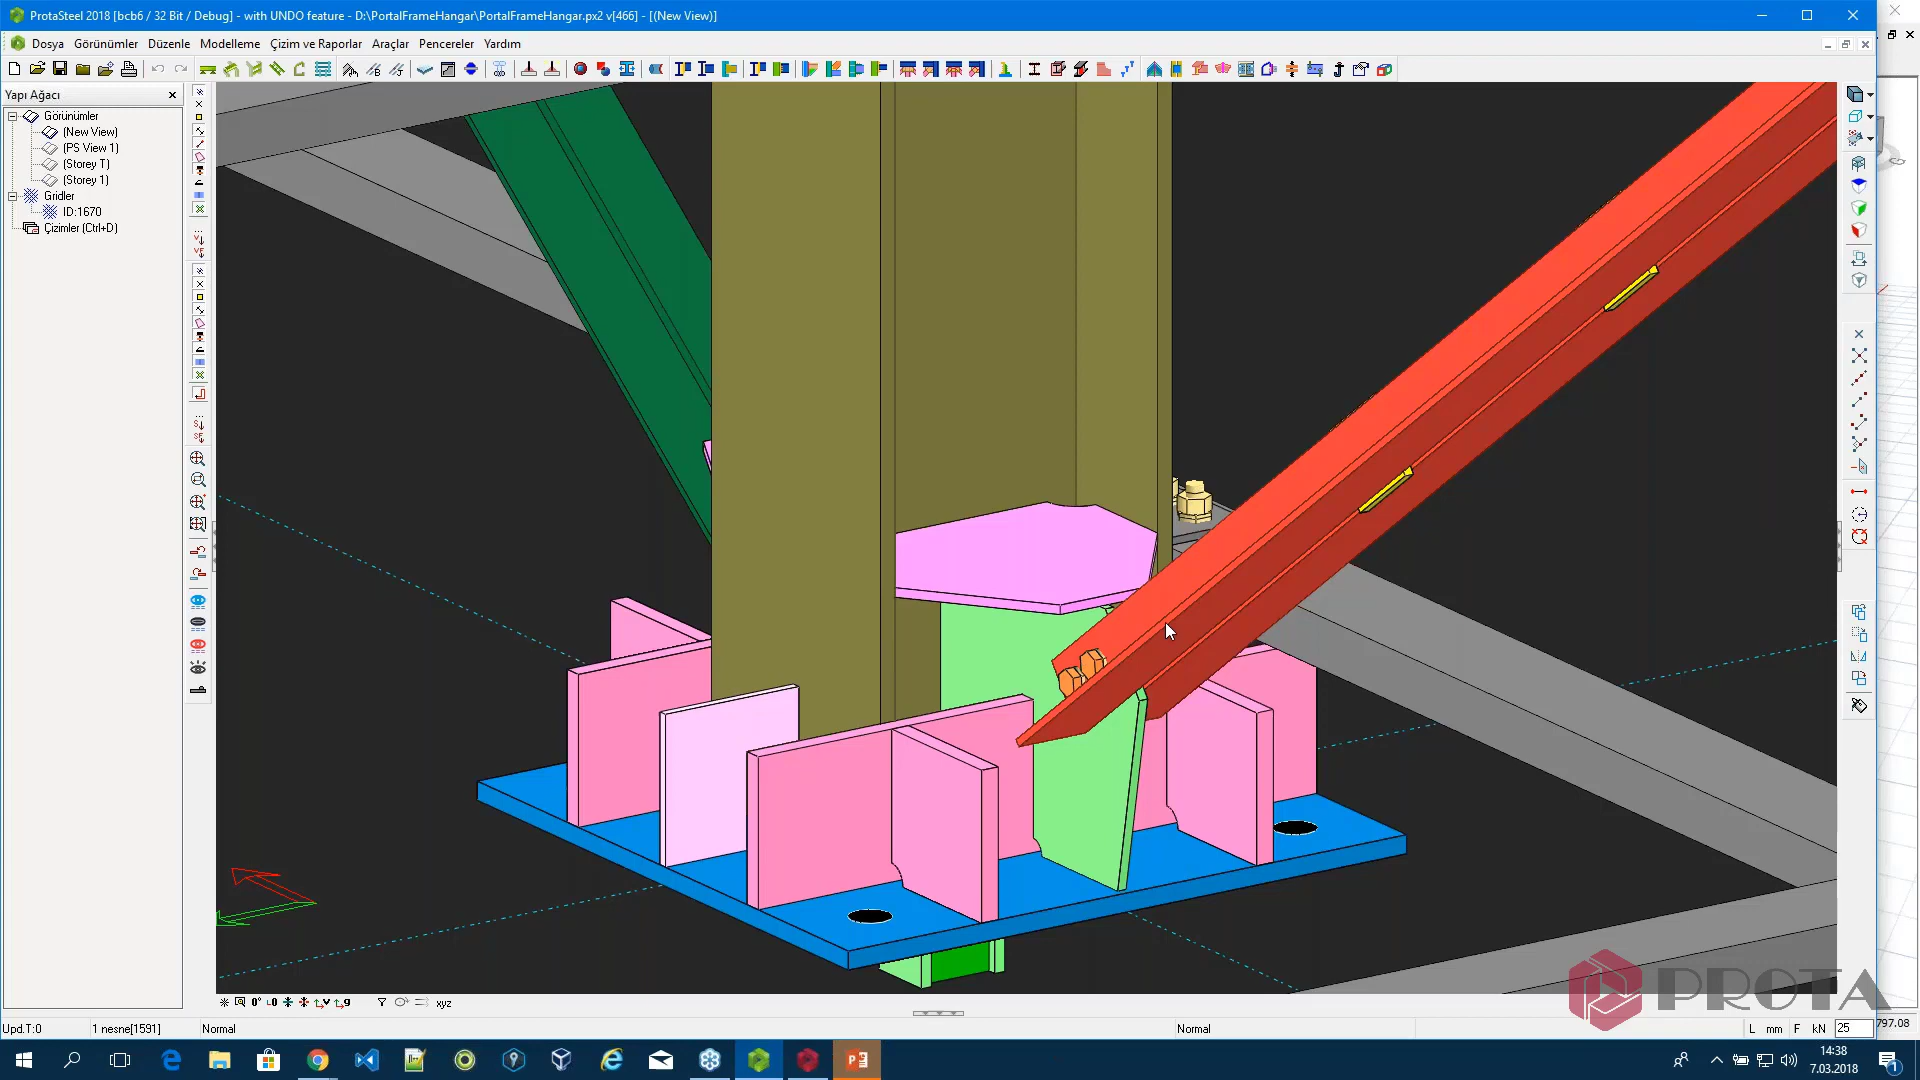 ProtaSteel 2018 [bcb6 / 32 Bit / Debug] - with UNDO feature - D:\PortalFrameHangar\PortalFrameHangar.px2 v[466] - [(New View)]
Dosya Görünümler Düzenle Modelleme Çizim ve Raporlar Araçlar Pencereler Yardım
Yapı Ağacı
Görünümler
(New View)
(PS View 1)
(Storey T)
(Storey 1)
Gridler
ID:1670
Çizimler (Ctrl+D)
xyz
PROTA
Upd.T:0 1 nesne[1591] Normal Normal L mm F kN 25 797.08
14:38
7.03.2018